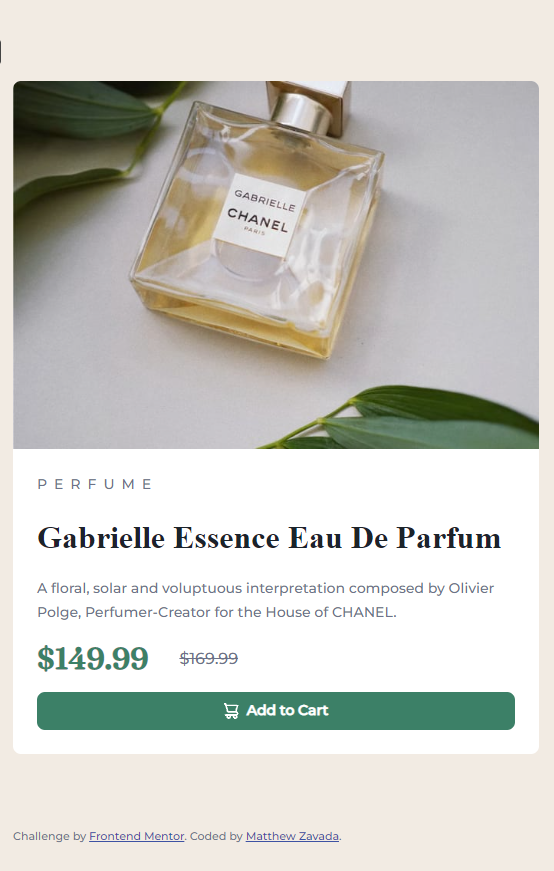 GABRIELLE
CHANEL
PARIS
PERFUME
Gabrielle Essence Eau De Parfum
A floral, solar and voluptuous interpretation composed by Olivier
Polge, Perfumer-Creator for the House of CHANEL.
$149.99 $169.99
Add to Cart
Challenge by Frontend Mentor. Coded by Matthew Zavada.